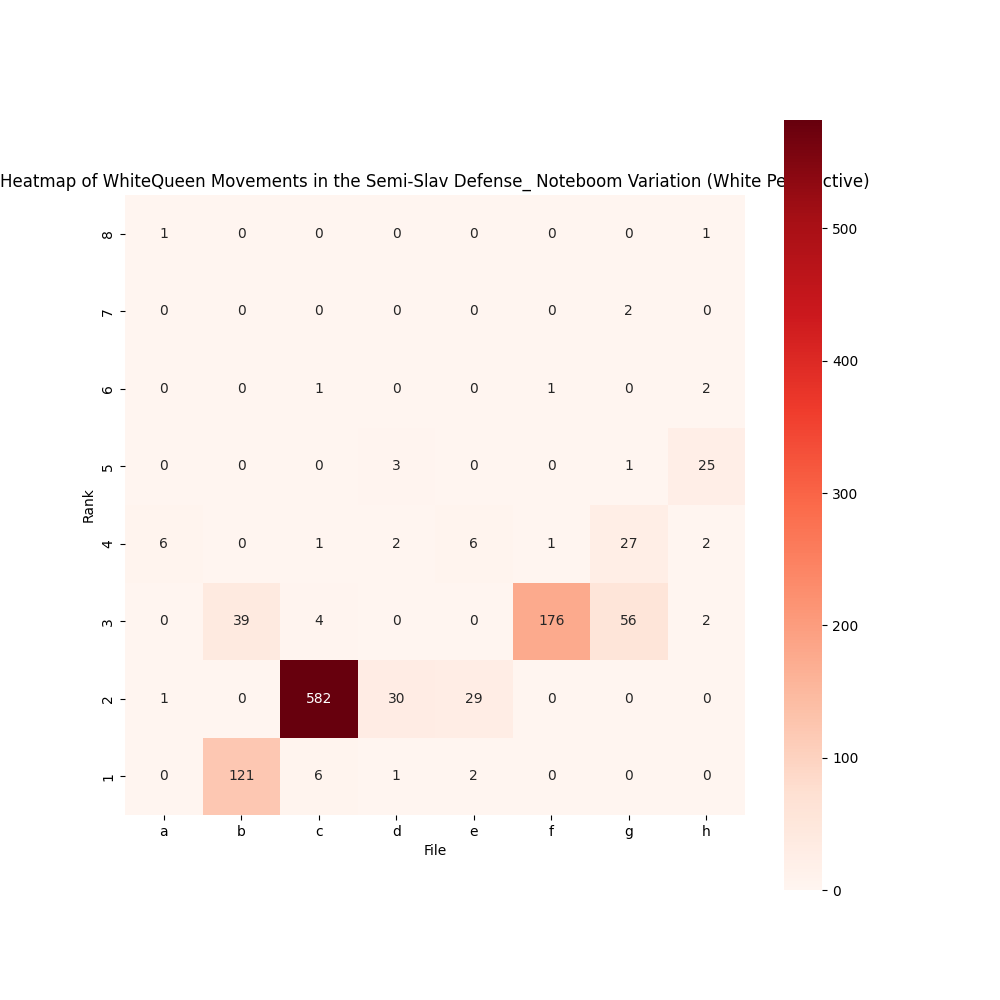 Heatmap of WhiteQueen Movements in the Semi-Slav Defense_ Noteboom Variation (White Pe ctive)
8 1 0 0 0 0 0 0 1
7 0 0 0 0 0 0 2 0
6 0 0 1 0 0 1 0 2
5 0 0 0 3 0 0 1 25
Rank
4 6 0 1 2 6 1 27 2
3 0 39 4 0 0 176 56 2
2 1 0 582 30 29 0 0 0
1 0 121 6 1 2 0 0 0
a b c d e f g h
File
500
400
300
200
100
0